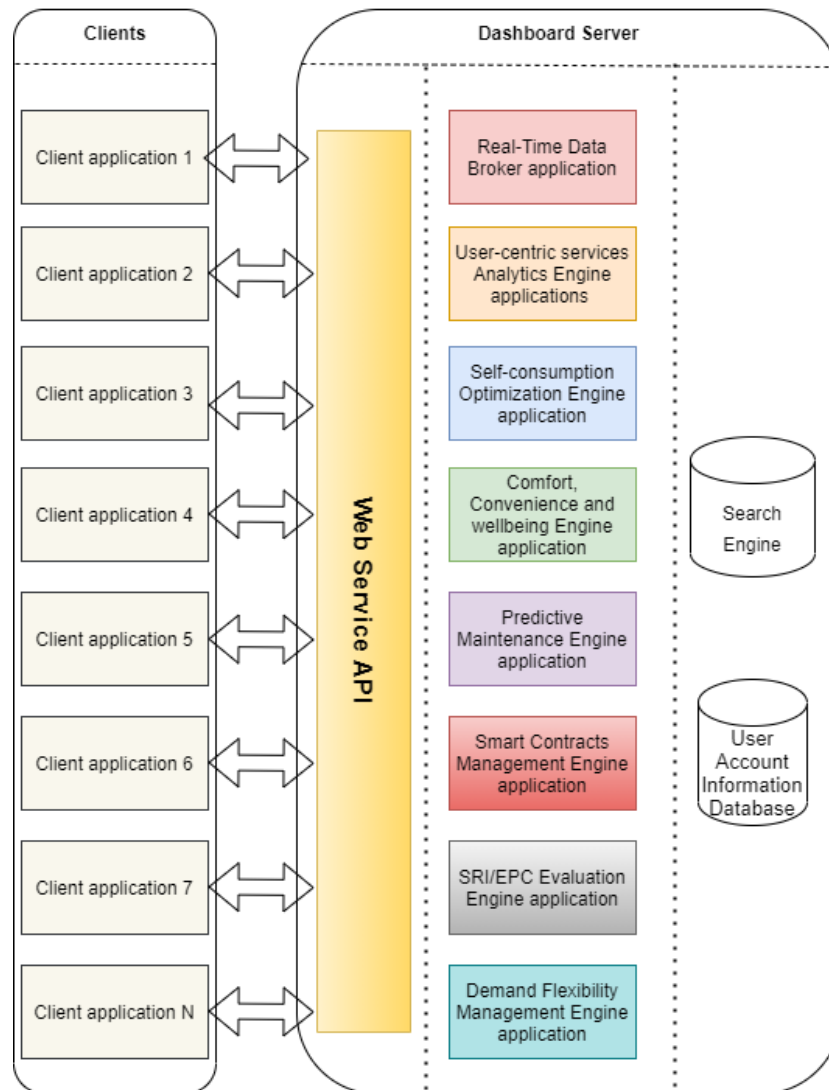 Clients
Client application 1
Client application 2
Client application 3
Client application 4
Client application 5
Client application 6
Client application 7
Client application N
Dashboard Server
Web Service API
Real-Time Data
Broker application
User-centric services
Analytics Engine
applications
Self-consumption
Optimization Engine
application
Comfort,
Convenience and
wellbeing Engine
application
Predictive
Maintenance Engine
application
Smart Contracts
Management Engine
application
SRI/EPC Evaluation
Engine application
Demand Flexibility
Management Engine
application
Search
Engine
User
Account
Information
Database